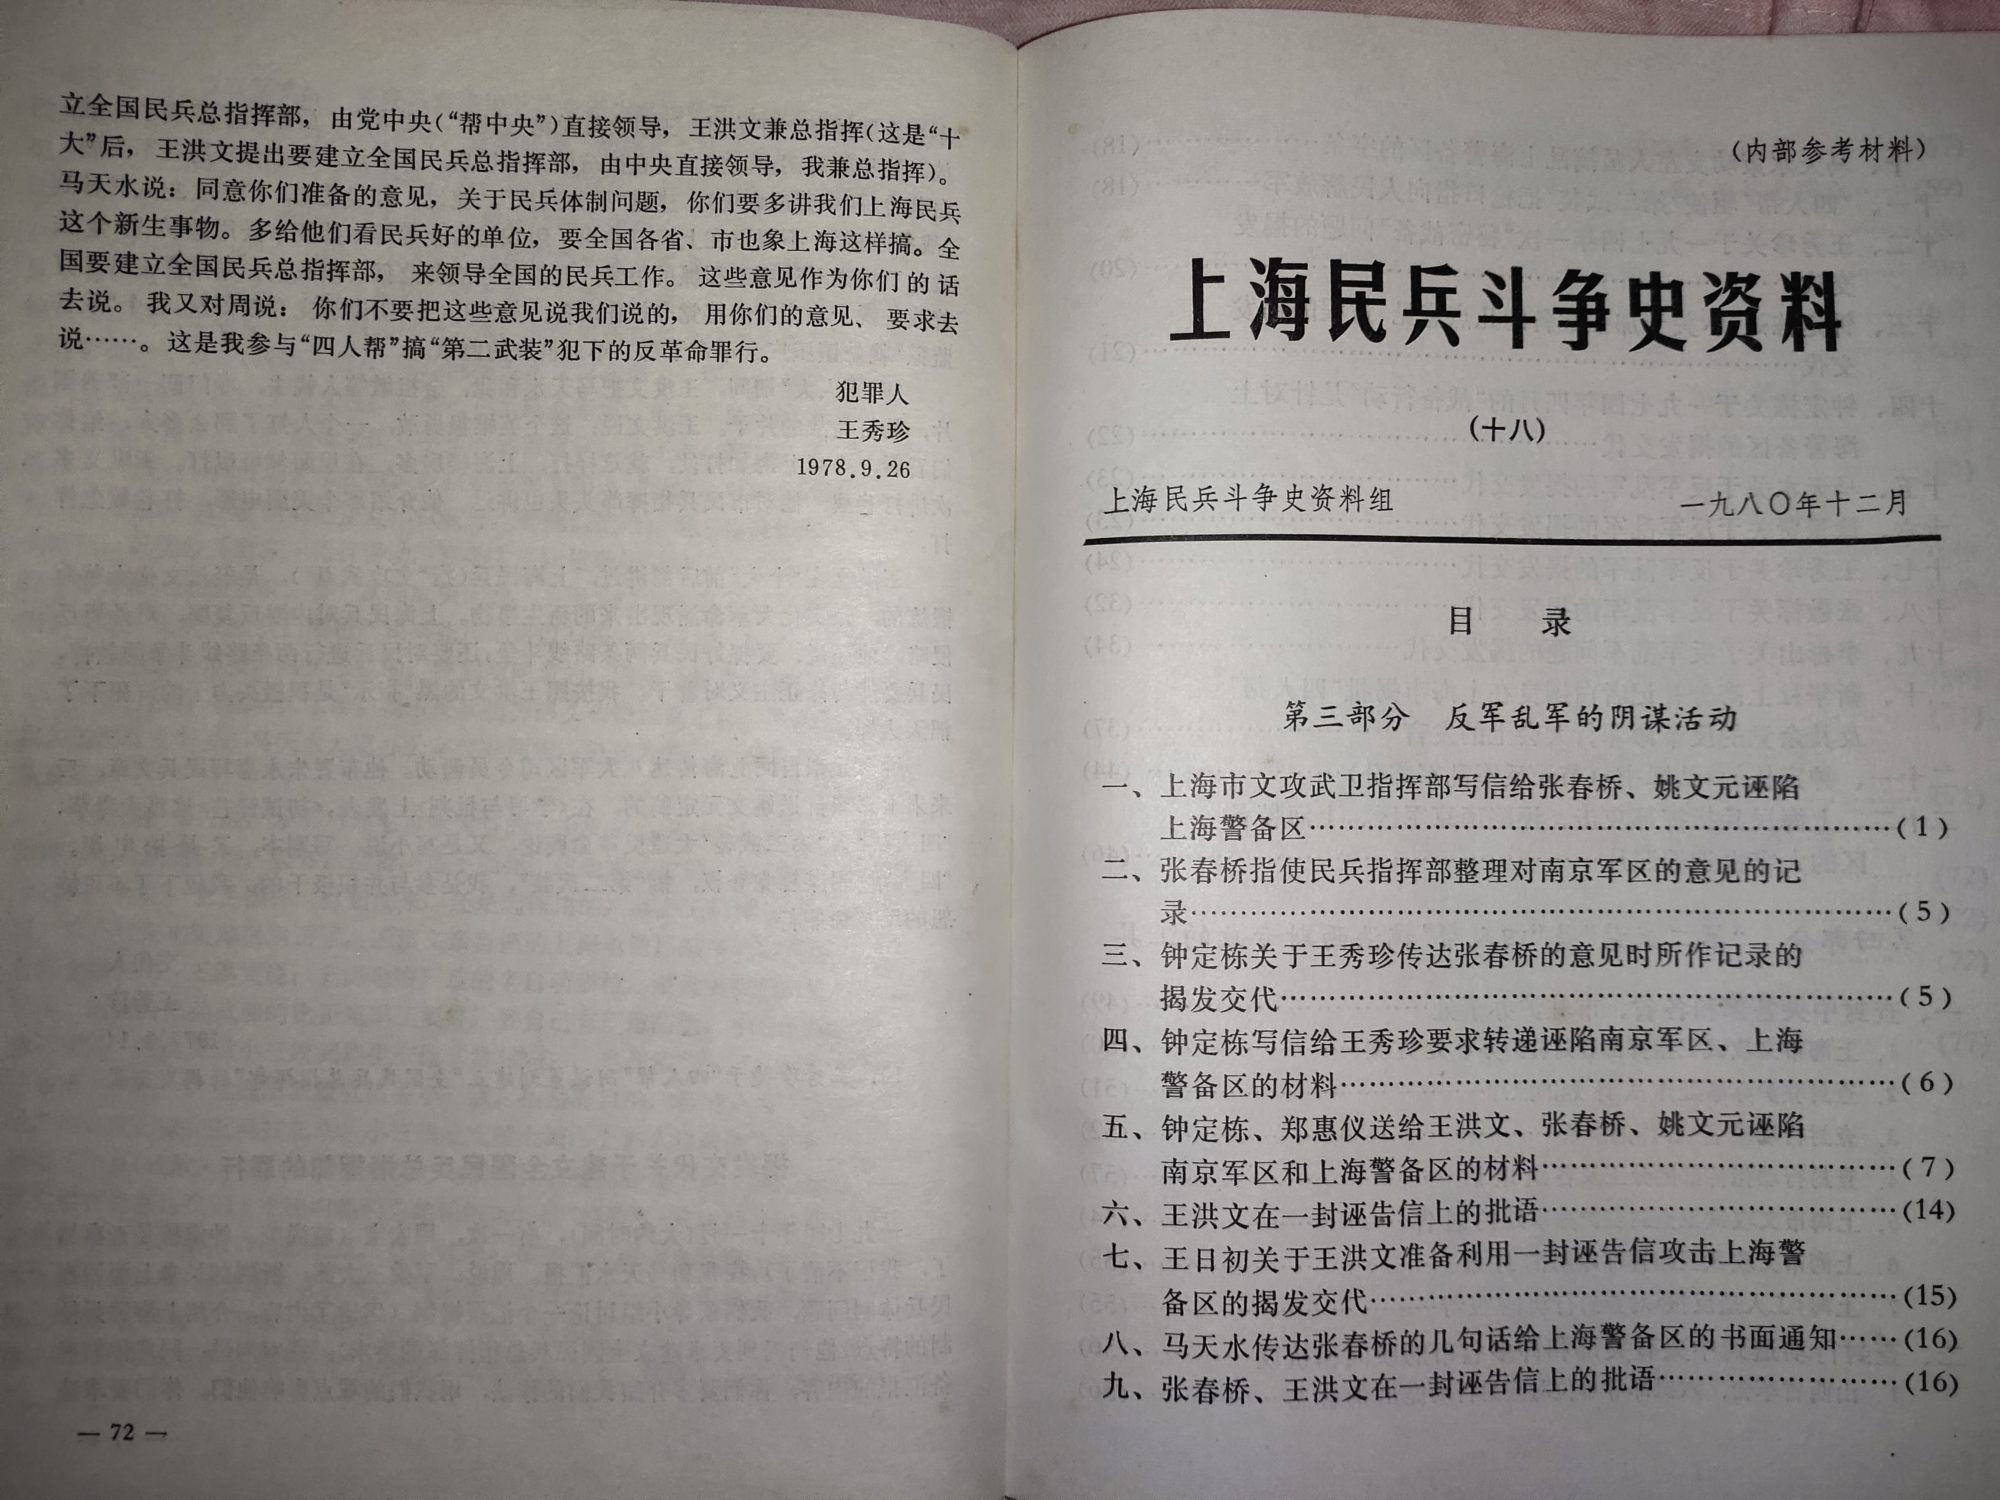 立全国民兵总指挥部，由党中央(“帮中央”)直接领导，王洪文兼总指挥(这是“十
大”后，王洪文提出要建立全国民兵总指挥部，由中央直接领导，我兼总指挥)。
马天水说：同意你们准备的意见，关于民兵体制问题，你们要多讲我们上海民兵
这个新生事物。多给他们看民兵好的单位，要全国各省、市也象上海这样搞。全
国要建立全国民兵总指挥部，来领导全国的民兵工作。这些意见作为你们的话
去说。我又对周说：你们不要把这些意见说我们说的，用你们的意见、要求去
说……。这是我参与“四人帮”搞“第二武装”犯下的反革命罪行。
犯罪人
王秀珍
1978.9.26
— 72 —
(内部参考材料)
上海民兵斗争史资料
(十八)
上海民兵斗争史资料组 一九八〇年十二月
目 录
第三部分 反军乱军的阴谋活动
一、上海市文攻武卫指挥部写信给张春桥、姚文元诬陷
上海警备区……(1)
二、张春桥指使民兵指挥部整理对南京军区的意见的记
录……(5)
三、钟定栋关于王秀珍传达张春桥的意见时所作记录的
揭发交代……(5)
四、钟定栋写信给王秀珍要求转递诬陷南京军区、上海
警备区的材料……(6)
五、钟定栋、郑惠仪送给王洪文、张春桥、姚文元诬陷
南京军区和上海警备区的材料……(7)
六、王洪文在一封诬告信上的批语……(14)
七、王日初关于王洪文准备利用一封诬告信攻击上海警
备区的揭发交代……(15)
八、马天水传达张春桥的几句话给上海警备区的书面通知……(16)
九、张春桥、王洪文在一封诬告信上的批语……(16)